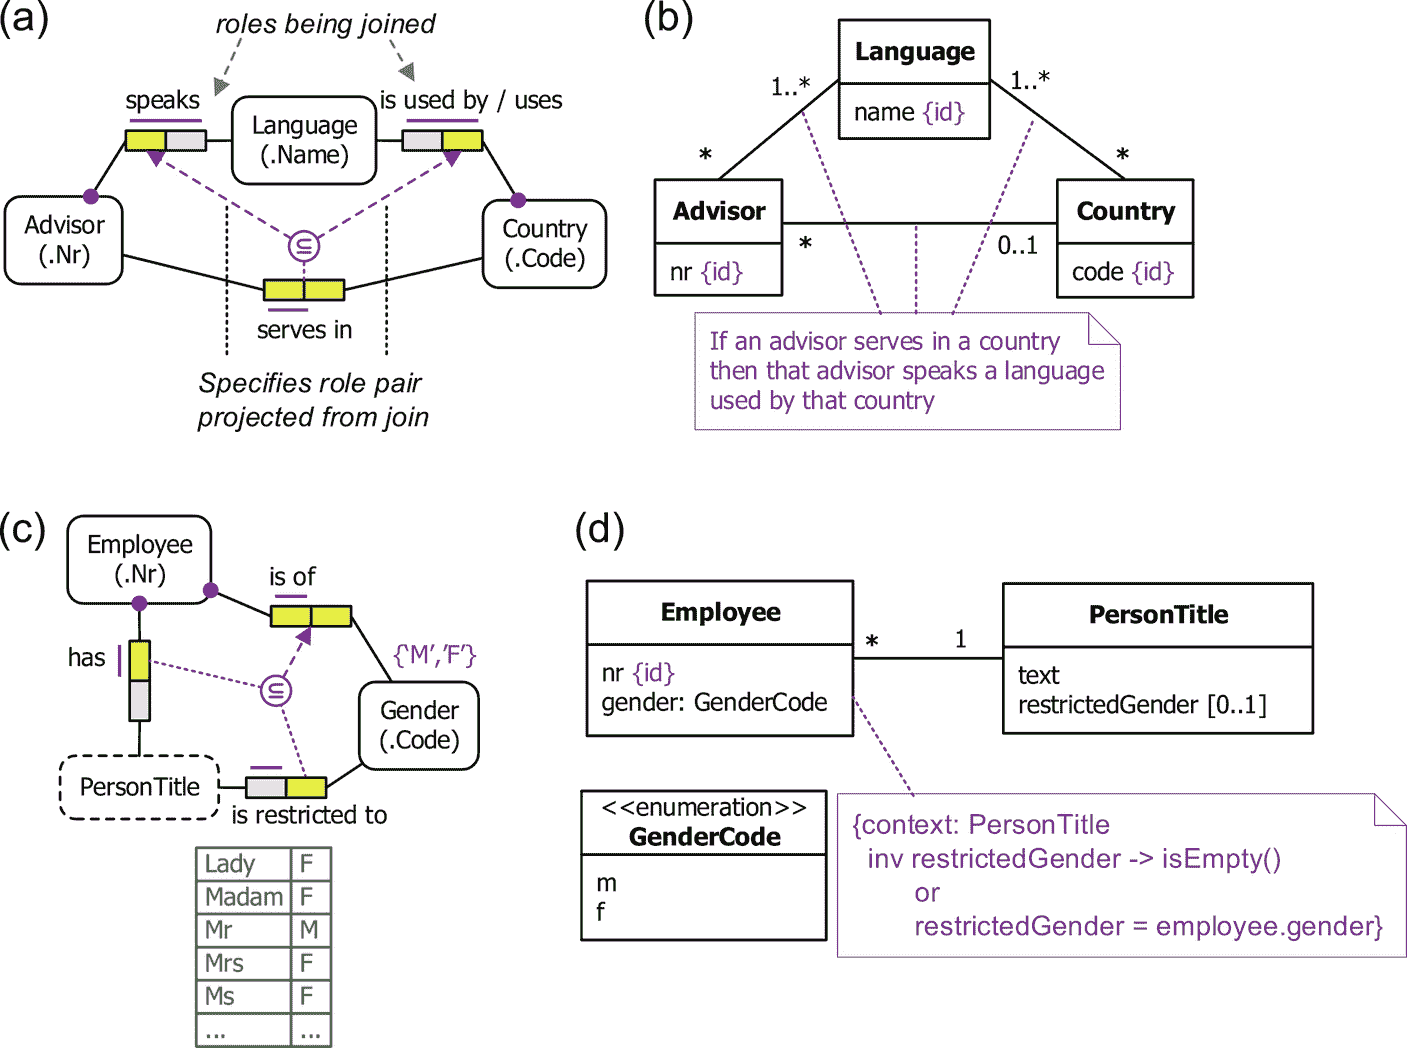 (a)
roles being joined
speaks
is used by / uses
Language
(.Name)
Advisor
(.Nr)
Country
(.Code)
⊆
serves in
Specifies role pair
projected from join
(b)
Language
name {id}
1..*
1..*
*
*
Advisor
nr {id}
*
0..1
Country
code {id}
If an advisor serves in a country
then that advisor speaks a language
used by that country
(c)
Employee
(.Nr)
is of
has
{'M','F'}
⊆
Gender
(.Code)
PersonTitle
is restricted to
Lady F
Madam F
Mr M
Mrs F
Ms F
... ...
(d)
Employee
nr {id}
gender: GenderCode
*
1
PersonTitle
text
restrictedGender [0..1]
<<enumeration>>
GenderCode
m
f
{context: PersonTitle
inv restrictedGender -> isEmpty()
or
restrictedGender = employee.gender}